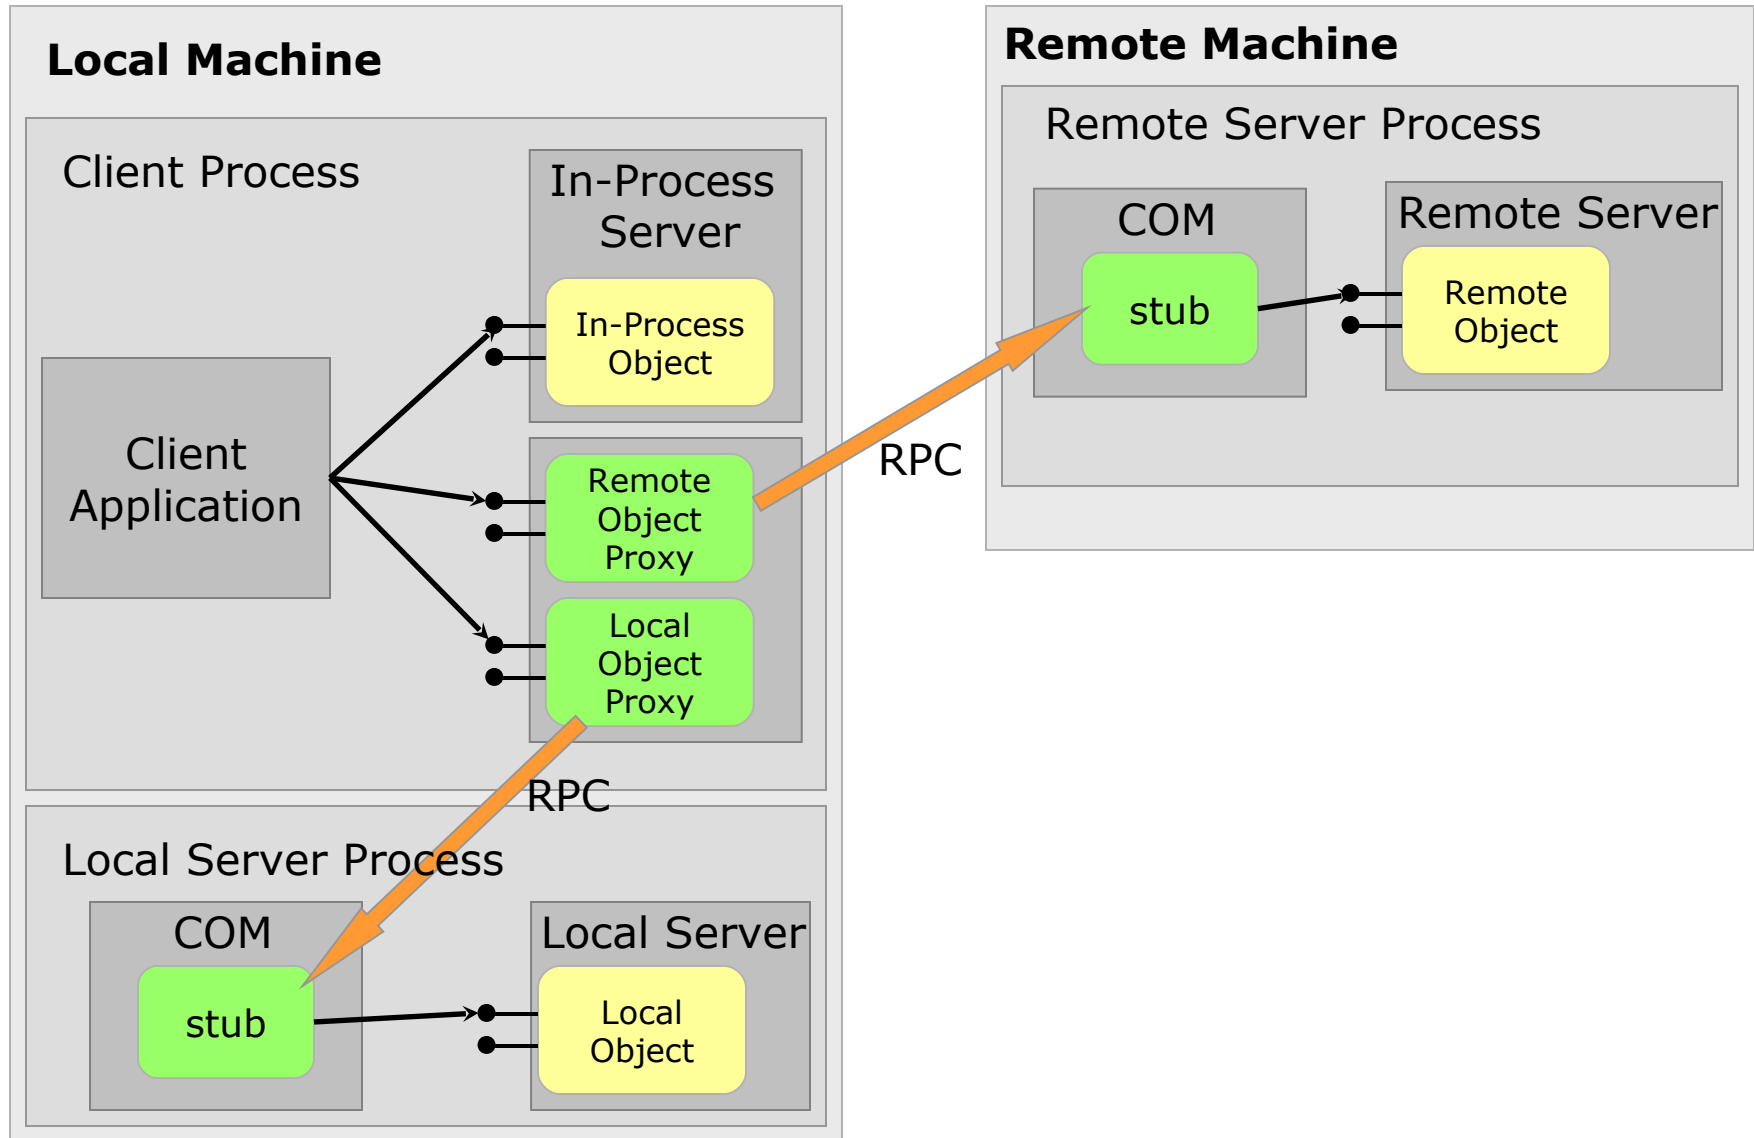 Local Machine
Client Process
In-Process
Server
In-Process
Object
Client
Application
Remote
Object
Proxy
Local
Object
Proxy
RPC
Local Server Process
COM
stub
Local Server
Local
Object
RPC
Remote Machine
Remote Server Process
COM
stub
Remote Server
Remote
Object